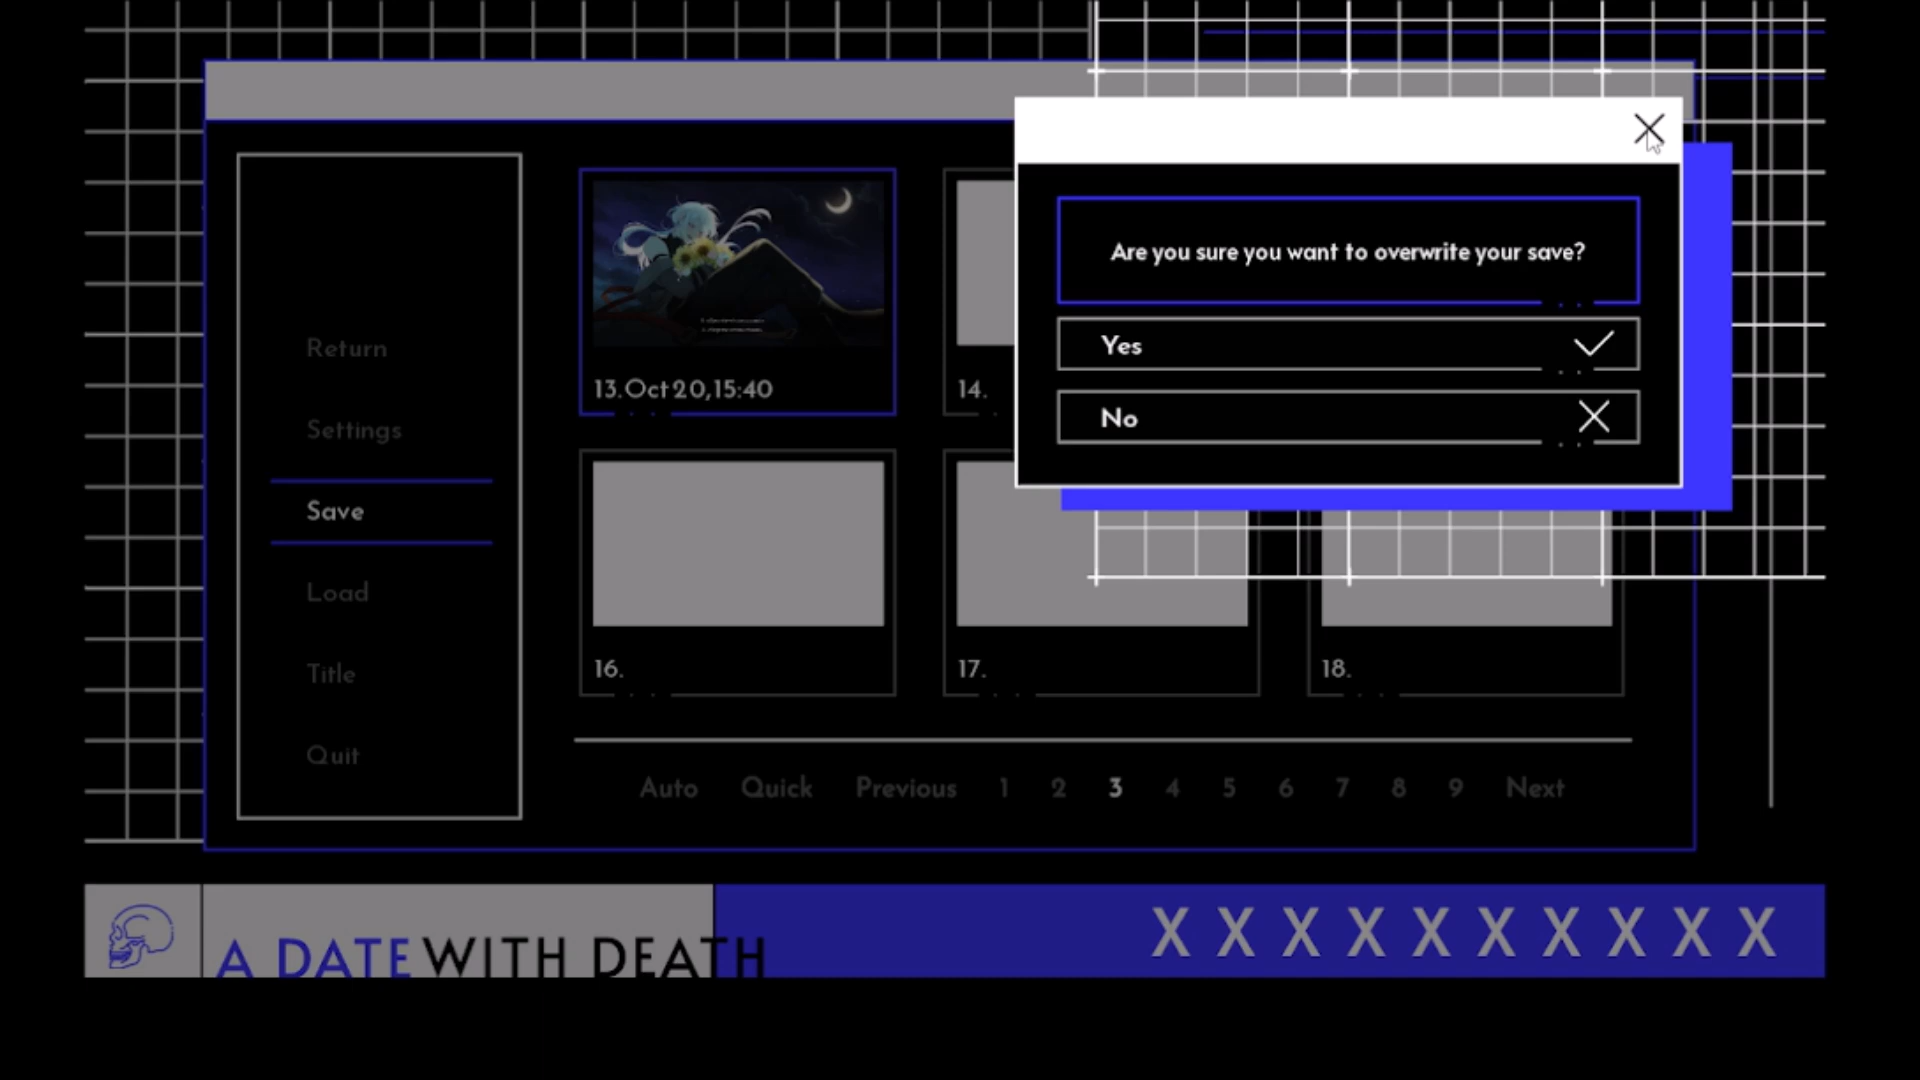 Are you sure you want to overwrite your save?
Yes
No
Return
Settings
Save
Load
Title
Quit
13.Oct 20,15:40
14.
16.
17.
18.
Auto Quick Previous 1 2 3 4 5 6 7 8 9 Next
A DATE WITH DEATH
X X X X X X X X X X